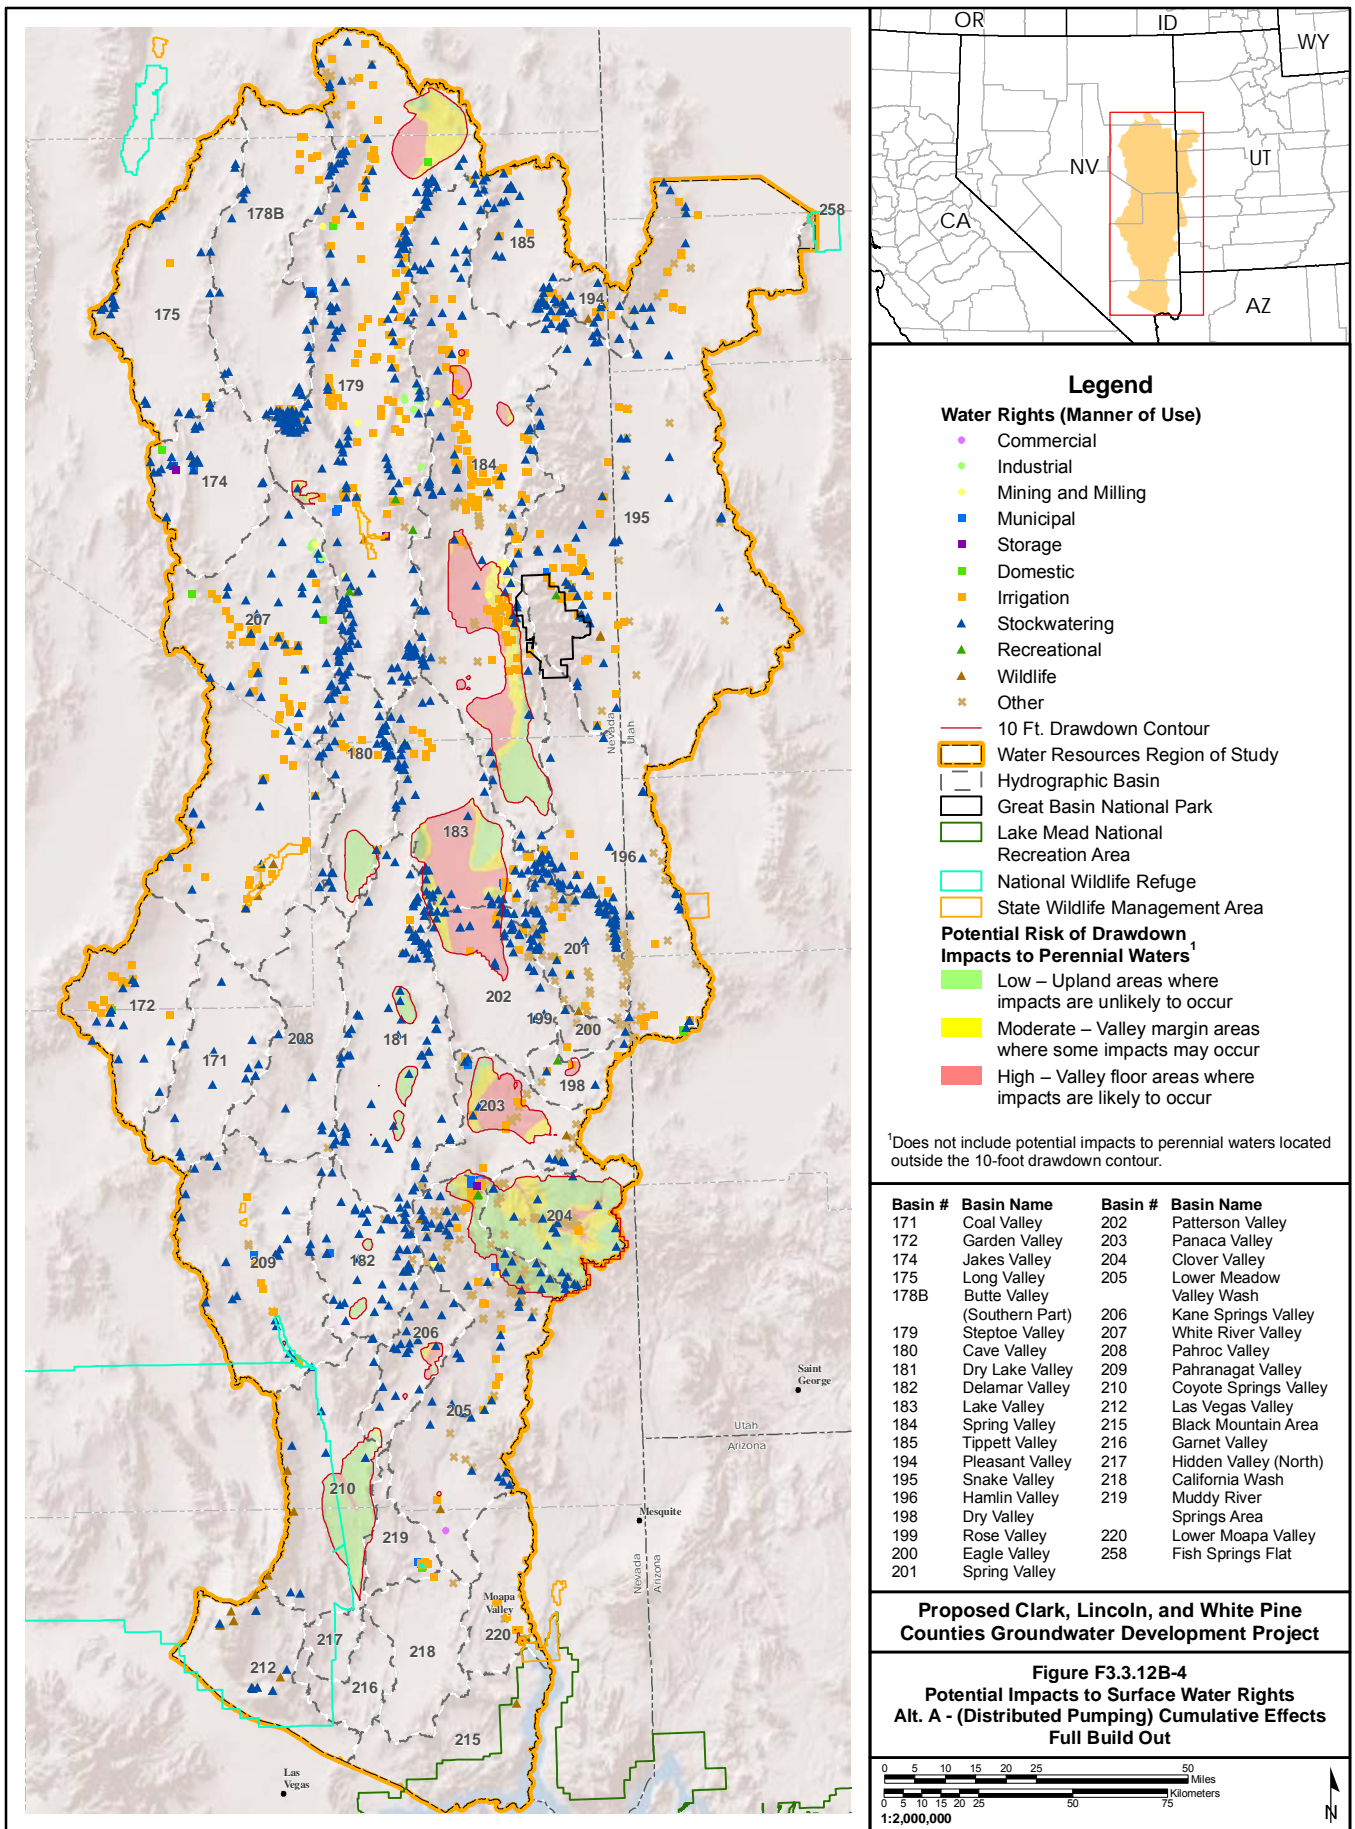 OR
ID
WY
NV
UT
CA
AZ
258
178B
185
194
175
179
184
174
195
207
180
183
196
201
172
202
199
200
208
181
171
198
203
204
209
182
206
205
210
219
217
218
220
212
216
215
Nevada
Utah
Saint
George
Utah
Arizona
Mesquite
Nevada
Arizona
Moapa
Valley
Las
Vegas
Legend
Water Rights (Manner of Use)
Commercial
Industrial
Mining and Milling
Municipal
Storage
Domestic
Irrigation
Stockwatering
Recreational
Wildlife
Other
10 Ft. Drawdown Contour
Water Resources Region of Study
Hydrographic Basin
Great Basin National Park
Lake Mead National
Recreation Area
National Wildlife Refuge
State Wildlife Management Area
Potential Risk of Drawdown
Impacts to Perennial Waters1
Low – Upland areas where
impacts are unlikely to occur
Moderate – Valley margin areas
where some impacts may occur
High – Valley floor areas where
impacts are likely to occur
1Does not include potential impacts to perennial waters located
outside the 10-foot drawdown contour.
Basin # Basin Name Basin # Basin Name
171 Coal Valley 202 Patterson Valley
172 Garden Valley 203 Panaca Valley
174 Jakes Valley 204 Clover Valley
175 Long Valley 205 Lower Meadow
178B Butte Valley Valley Wash
(Southern Part) 206 Kane Springs Valley
179 Steptoe Valley 207 White River Valley
180 Cave Valley 208 Pahroc Valley
181 Dry Lake Valley 209 Pahranagat Valley
182 Delamar Valley 210 Coyote Springs Valley
183 Lake Valley 212 Las Vegas Valley
184 Spring Valley 215 Black Mountain Area
185 Tippett Valley 216 Garnet Valley
194 Pleasant Valley 217 Hidden Valley (North)
195 Snake Valley 218 California Wash
196 Hamlin Valley 219 Muddy River
198 Dry Valley Springs Area
199 Rose Valley 220 Lower Moapa Valley
200 Eagle Valley 258 Fish Springs Flat
201 Spring Valley
Proposed Clark, Lincoln, and White Pine
Counties Groundwater Development Project
Figure F3.3.12B-4
Potential Impacts to Surface Water Rights
Alt. A - (Distributed Pumping) Cumulative Effects
Full Build Out
0 5 10 15 20 25 50
Miles
Kilometers
0 5 10 15 20 25 50 75
1:2,000,000
N